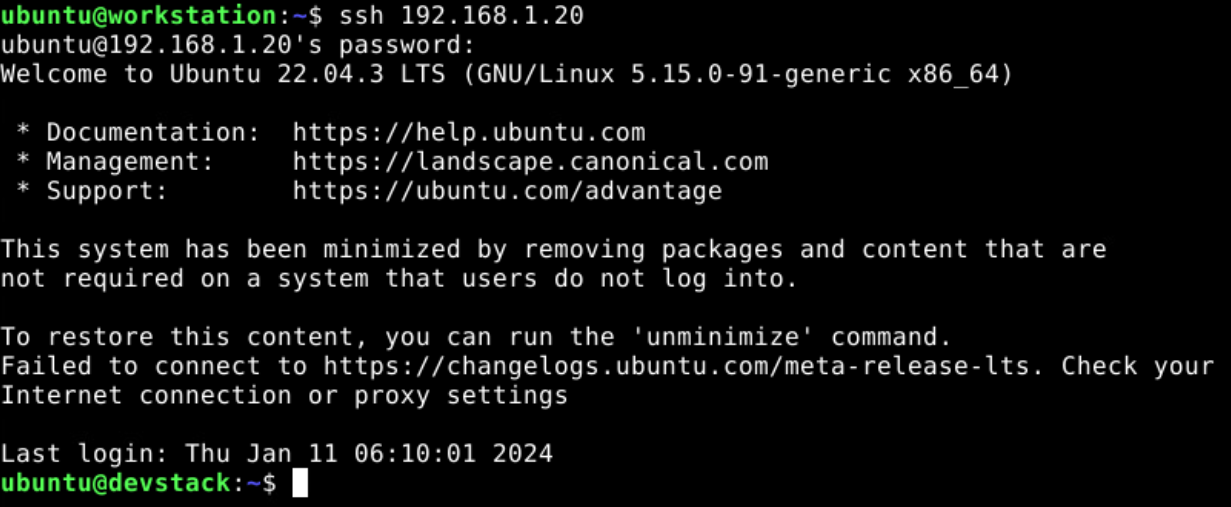 ubuntu@workstation:~$ ssh 192.168.1.20
ubuntu@192.168.1.20's password:
Welcome to Ubuntu 22.04.3 LTS (GNU/Linux 5.15.0-91-generic x86_64)

 * Documentation:  https://help.ubuntu.com
 * Management:     https://landscape.canonical.com
 * Support:        https://ubuntu.com/advantage

This system has been minimized by removing packages and content that are
not required on a system that users do not log into.

To restore this content, you can run the 'unminimize' command.
Failed to connect to https://changelogs.ubuntu.com/meta-release-lts. Check your
Internet connection or proxy settings

Last login: Thu Jan 11 06:10:01 2024
ubuntu@devstack:~$